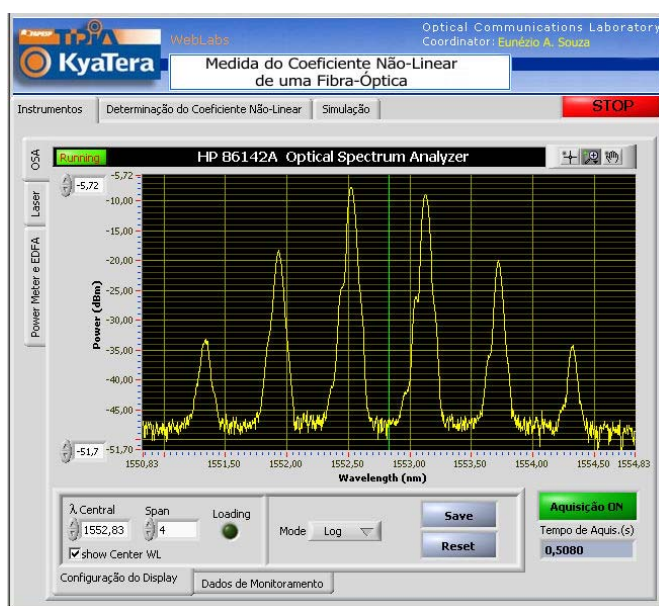 TIDIA
KyaTera
WebLabs
Optical Communications Laboratory
Coordinator: Eunézio A. Souza
Medida do Coeficiente Não-Linear
de uma Fibra-Óptica
Instrumentos
Determinação do Coeficiente Não-Linear
Simulação
STOP
OSA
Laser
Power Meter e EDFA
Running
HP 86142A Optical Spectrum Analyzer
-5,72
-5,72
-10,00
-15,00
-20,00
-25,00
-30,00
-35,00
-40,00
-45,00
-51,70
-51,7
Power (dBm)
1550,83
1551,50
1552,00
1552,50
1553,00
1553,50
1554,00
1554,50
1554,83
Wavelength (nm)
λ Central
Span
Loading
1552,83
4
show Center WL
Mode
Log
Save
Reset
Aquisição ON
Tempo de Aquis.(s)
0,5080
Configuração do Display
Dados de Monitoramento